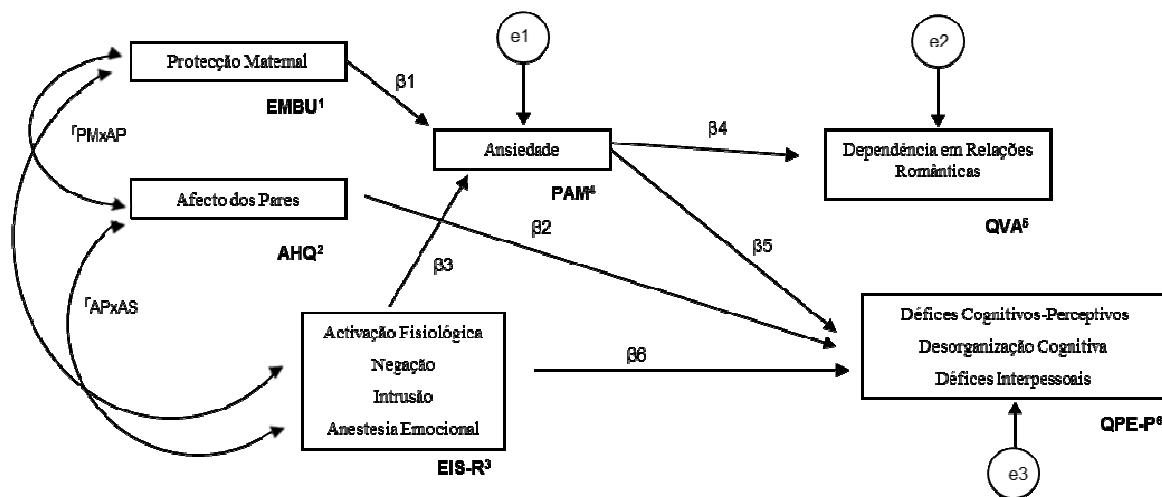 e1
e2
Protecção Maternal
EMBU¹
β1
ΓPMxAP
Ansiedade
PAM⁴
β4
Dependência em Relações
Românticas
QVA⁵
Afecto dos Pares
AHQ²
β2
β5
β3
ΓAPxAS
Activação Fisiológica
Negação
Intrusão
Anestesia Emocional
EIS-R³
β6
Défices Cognitivos-Perceptivos
Desorganização Cognitiva
Défices Interpessoais
QPE-P⁶
e3